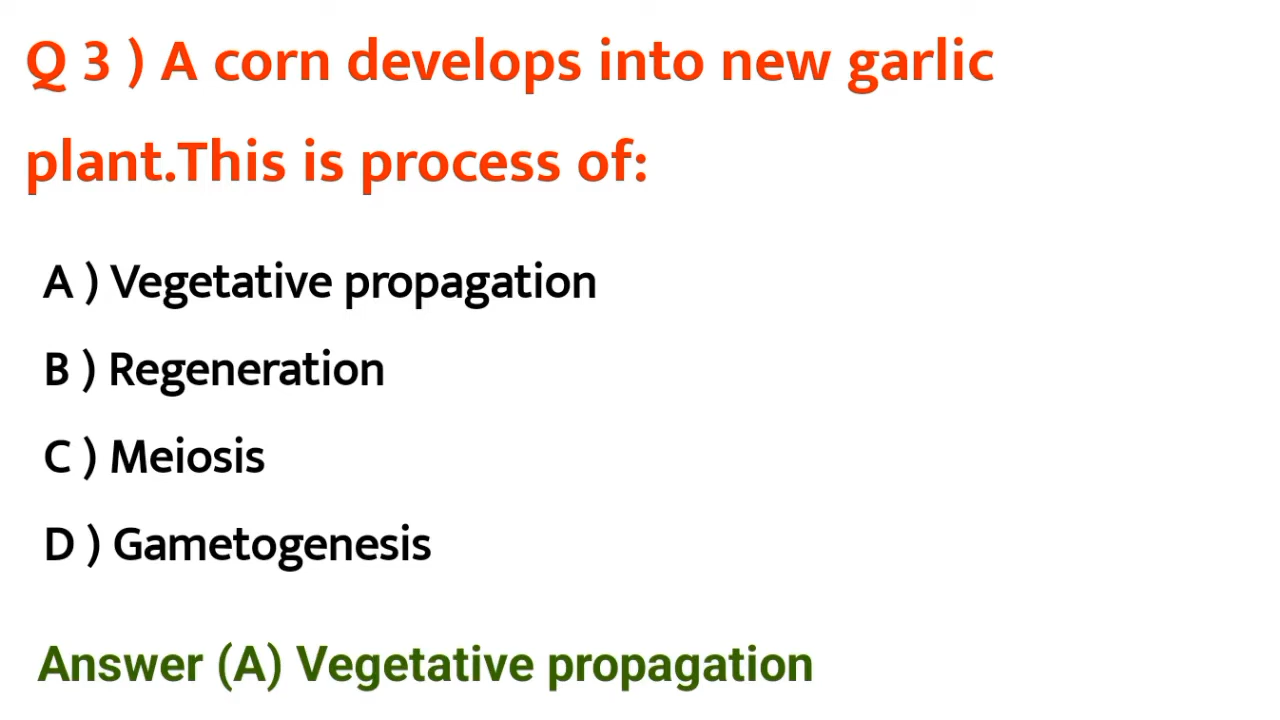 Q 3 ) A corn develops into new garlic
plant.This is process of:
A ) Vegetative propagation
B ) Regeneration
C ) Meiosis
D ) Gametogenesis
Answer (A) Vegetative propagation